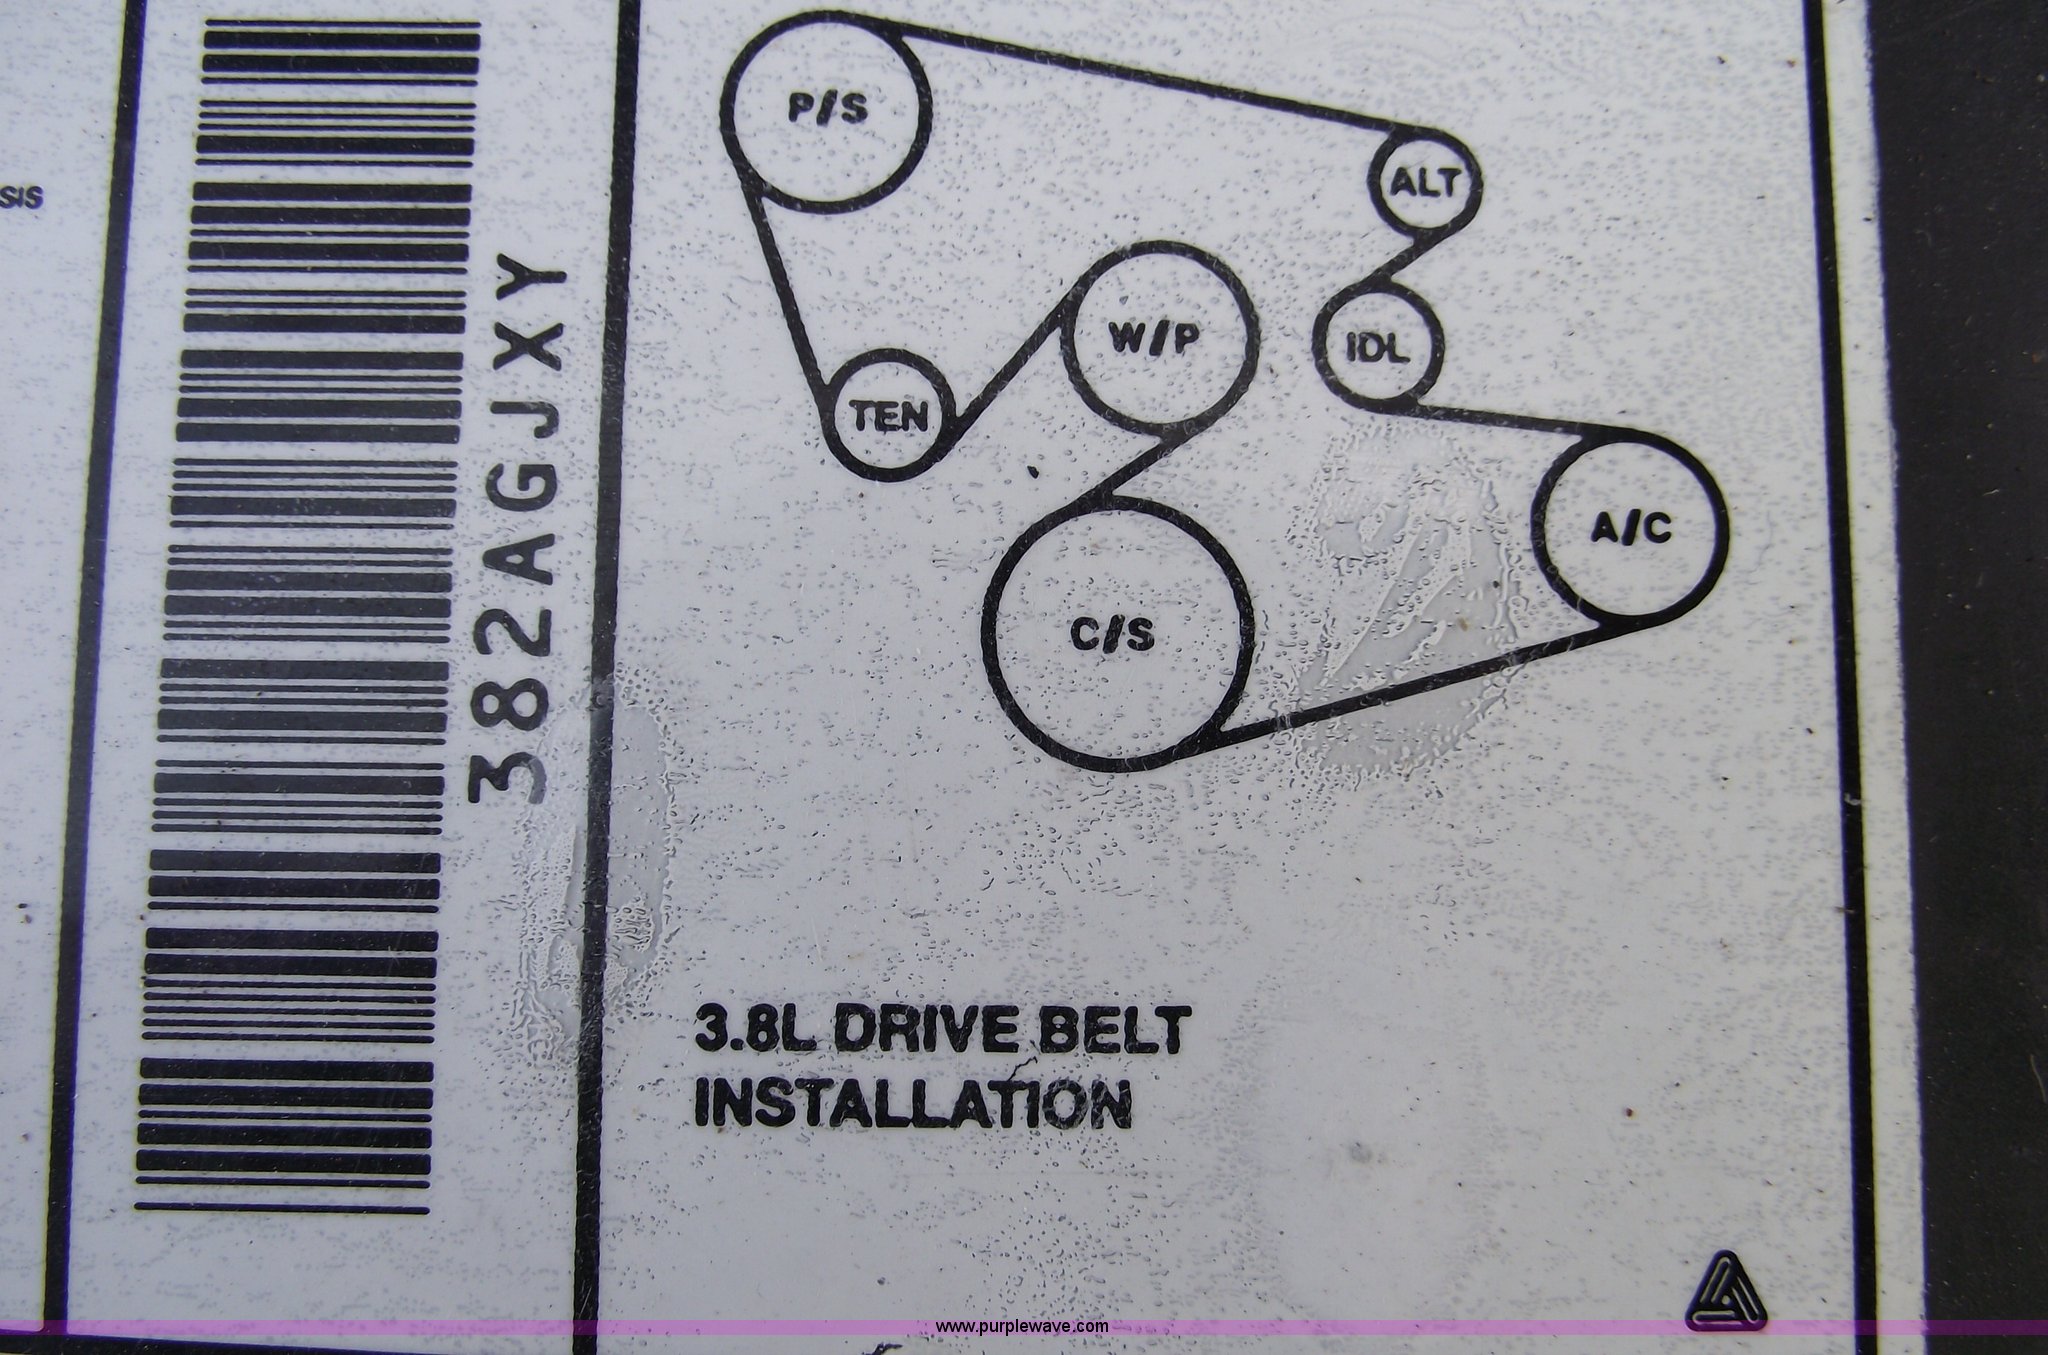 SIS
382AGJXY
P/S
ALT
W/P
IDL
TEN
A/C
C/S
3.8L DRIVE BELT
INSTALLATION
www.purplewave.com